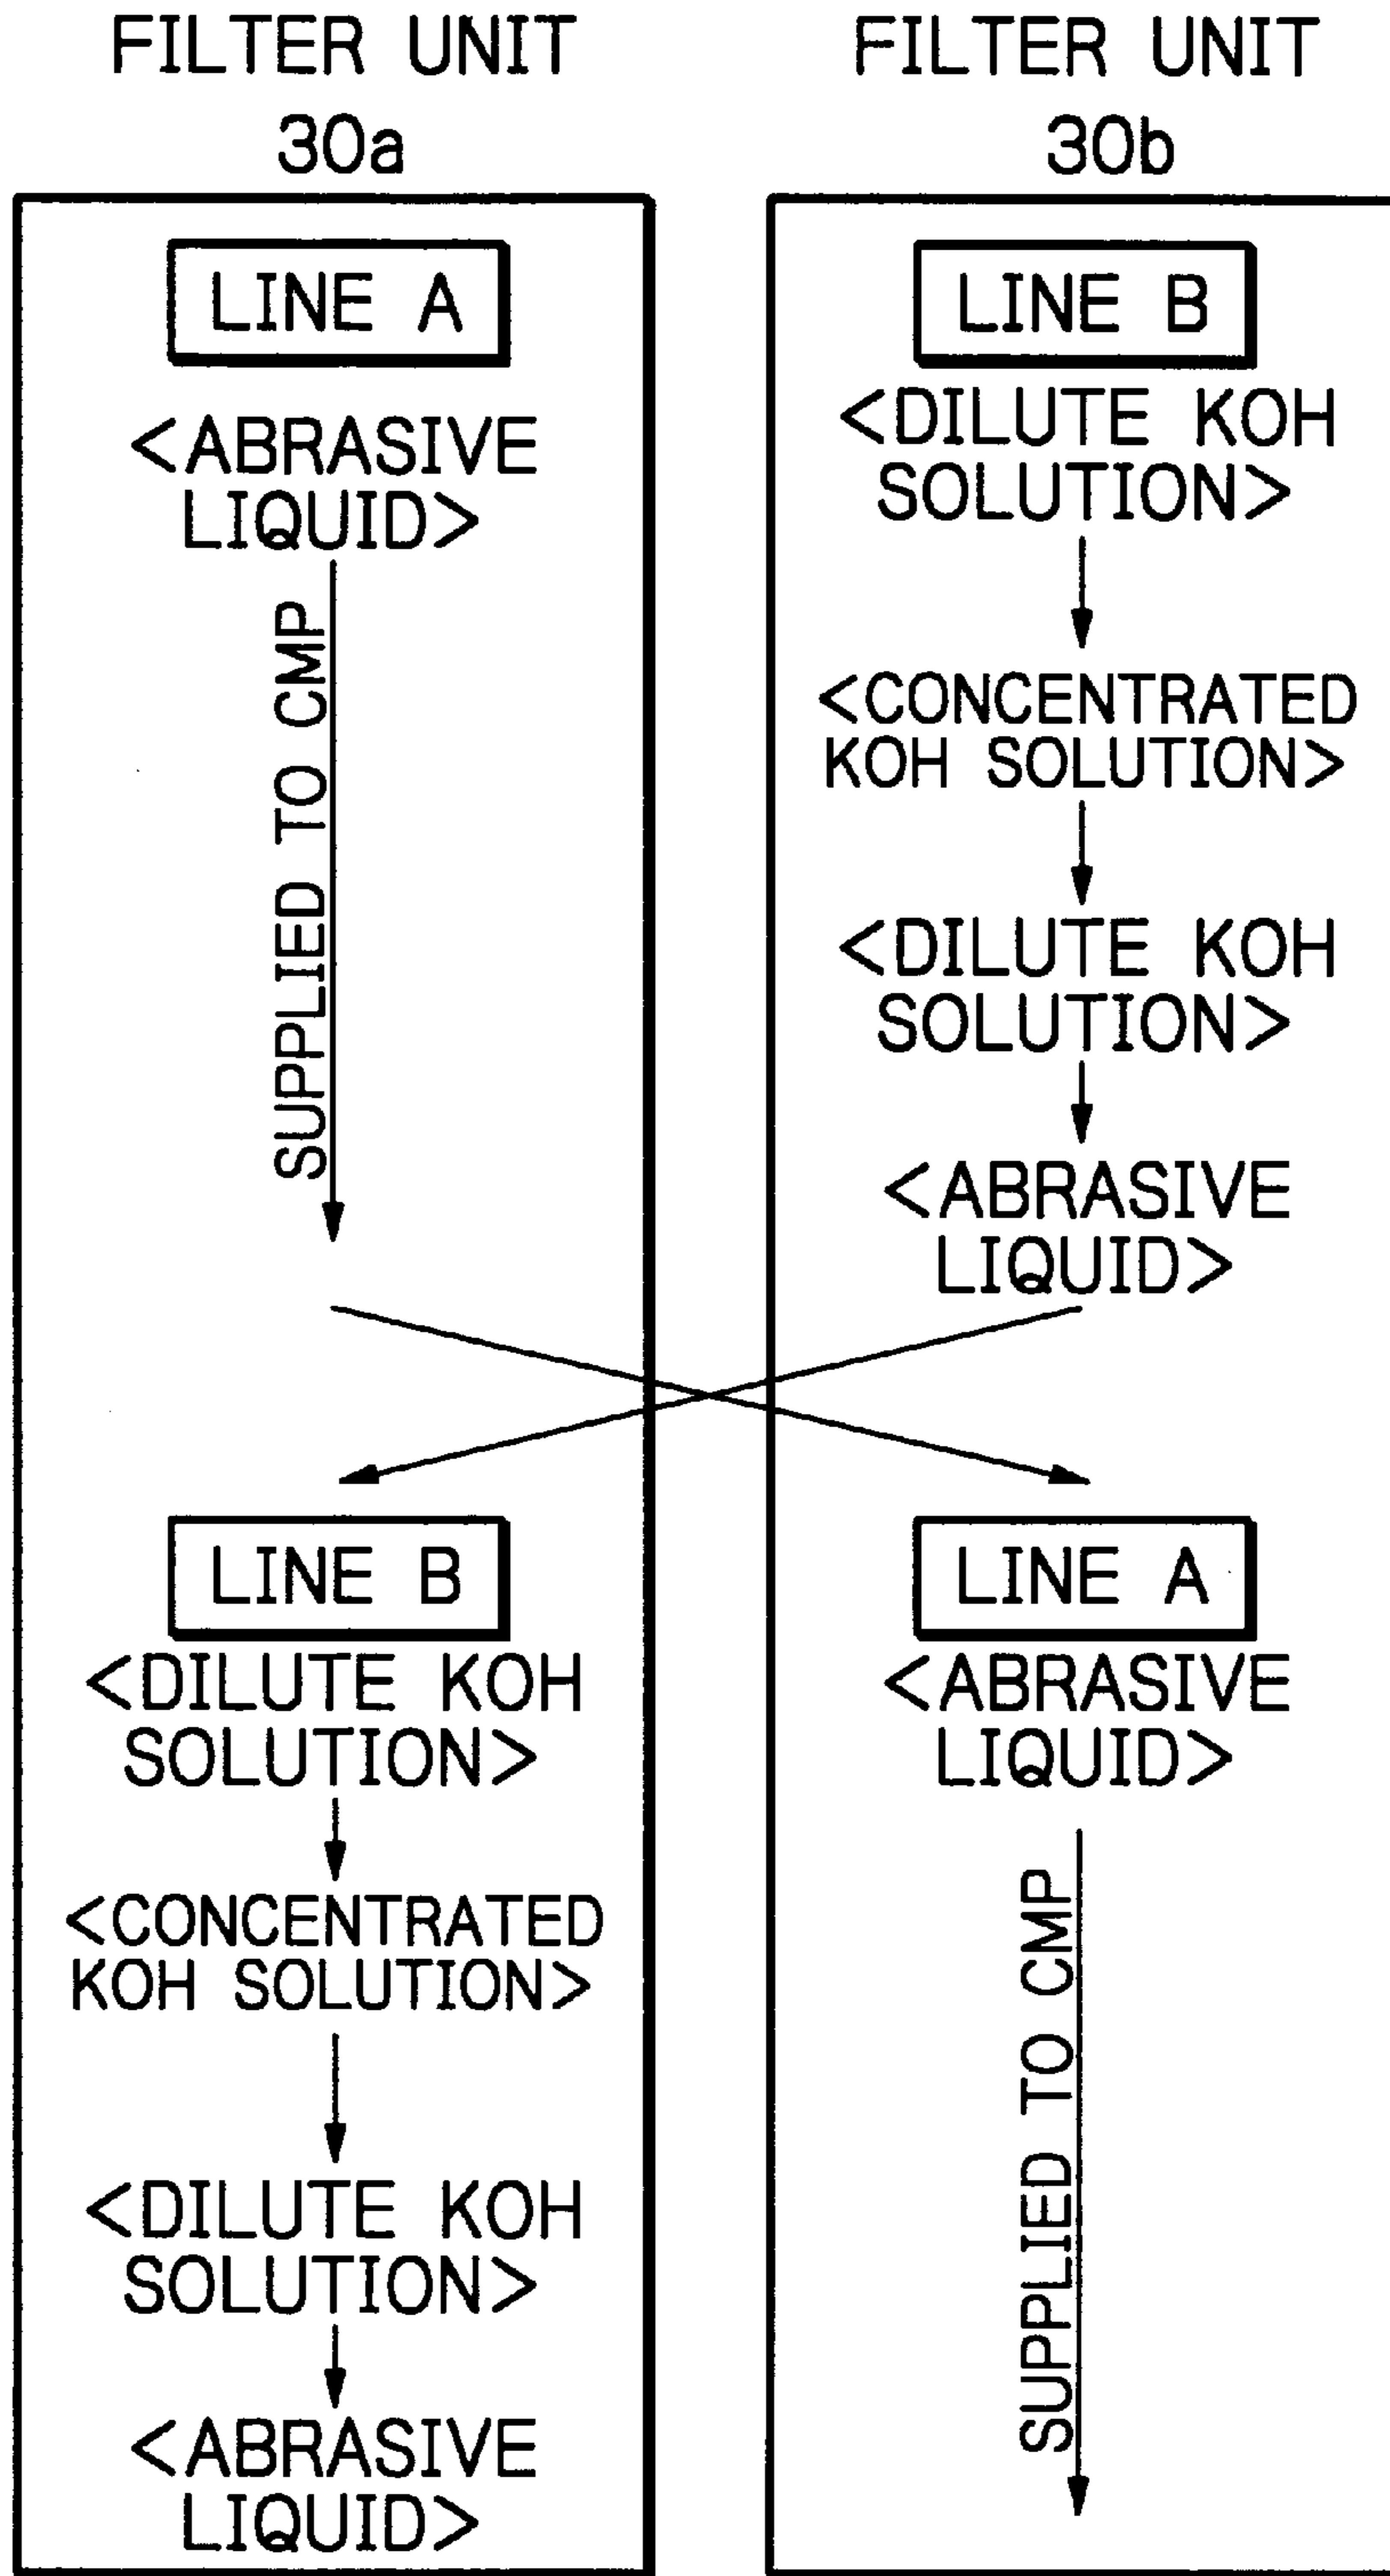 FILTER UNIT
30a
LINE A
<ABRASIVE
LIQUID>
SUPPLIED TO CMP
LINE B
<DILUTE KOH
SOLUTION>
<CONCENTRATED
KOH SOLUTION>
<DILUTE KOH
SOLUTION>
<ABRASIVE
LIQUID>
FILTER UNIT
30b
LINE B
<DILUTE KOH
SOLUTION>
<CONCENTRATED
KOH SOLUTION>
<DILUTE KOH
SOLUTION>
<ABRASIVE
LIQUID>
LINE A
<ABRASIVE
LIQUID>
SUPPLIED TO CMP